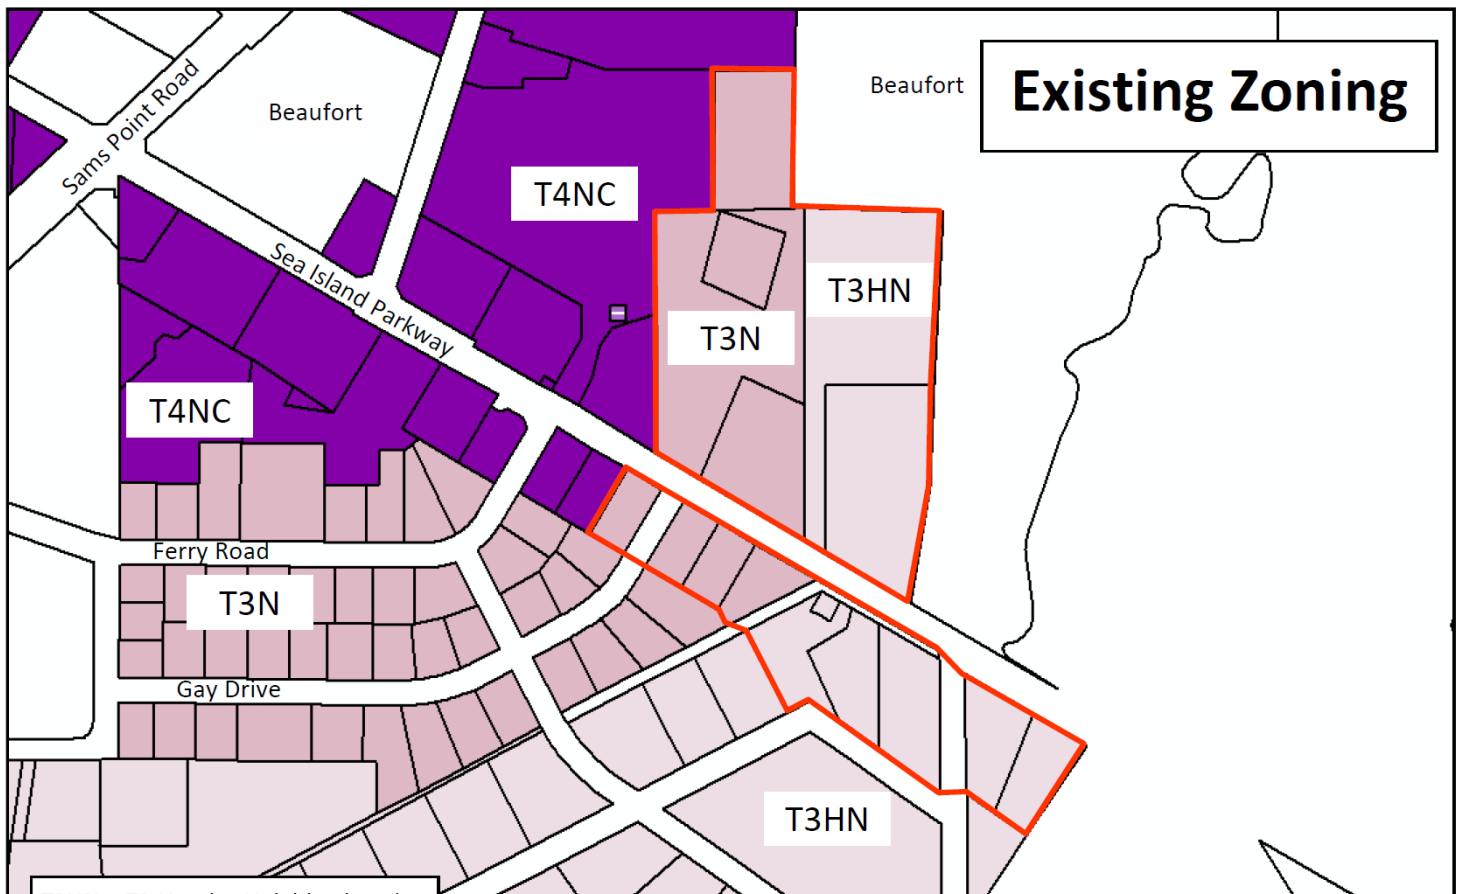 Existing Zoning
Beaufort
Beaufort
Sams Point Road
T4NC
Sea Island Parkway
T3HN
T3N
T4NC
Ferry Road
T3N
Gay Drive
T3HN